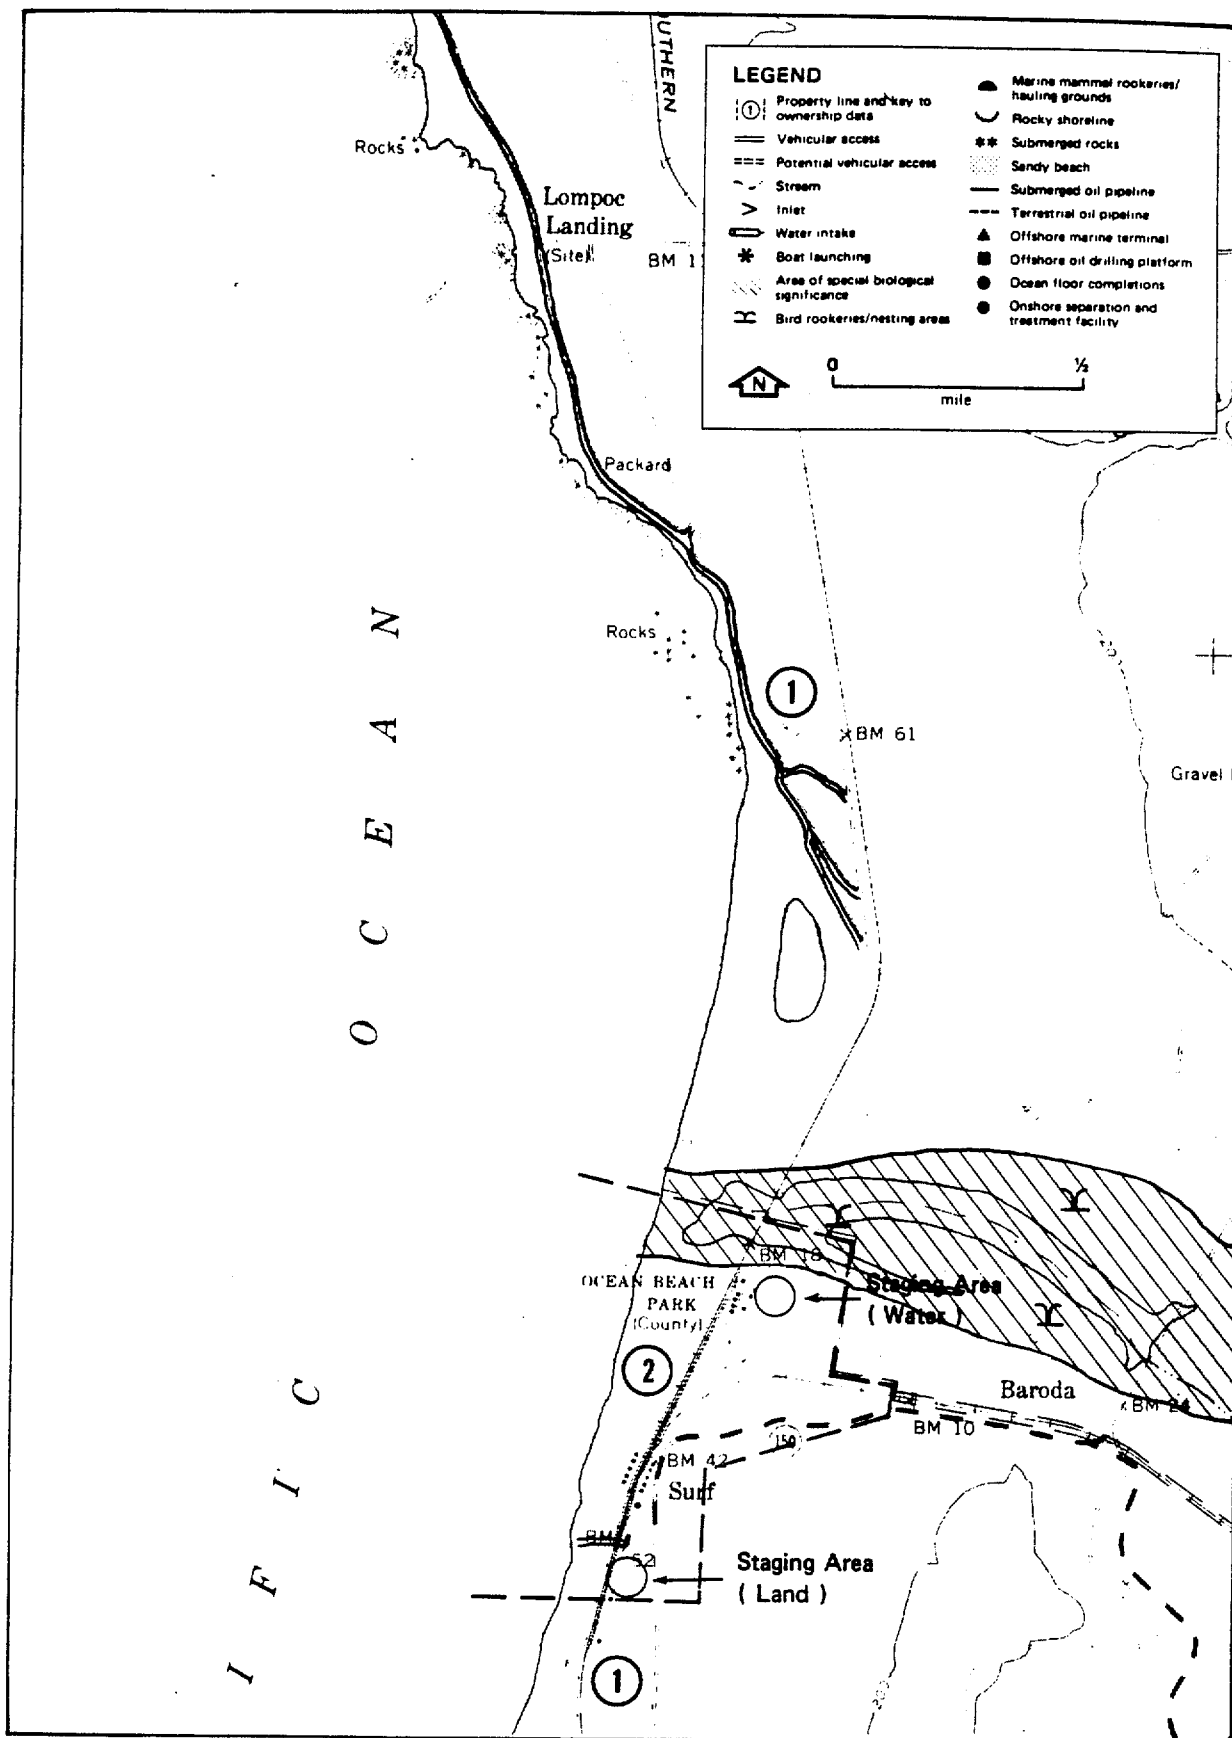 OUTHERN
LEGEND
1
Property line and key to
ownership data
Vehicular access
Potential vehicular access
Stream
Inlet
Water intake
Boat launching
Area of special biological
significance
Bird rookeries/nesting areas
Marine mammal rookeries/
hauling grounds
Rocky shoreline
Submerged rocks
Sandy beach
Submerged oil pipeline
Terrestrial oil pipeline
Offshore marine terminal
Offshore oil drilling platform
Ocean floor completions
Onshore separation and
treatment facility
N
0 ½
mile
Rocks
Lompoc
Landing
(Site)
BM 1
Packard
Rocks
1
BM 61
Gravel
OCEAN
BM 18
OCEAN BEACH
PARK
(County)
Staging Area
( Water )
2
Baroda
BM 24
BM 10
150
BM 42
Surf
BM
52
Staging Area
( Land )
200
IFIC
1